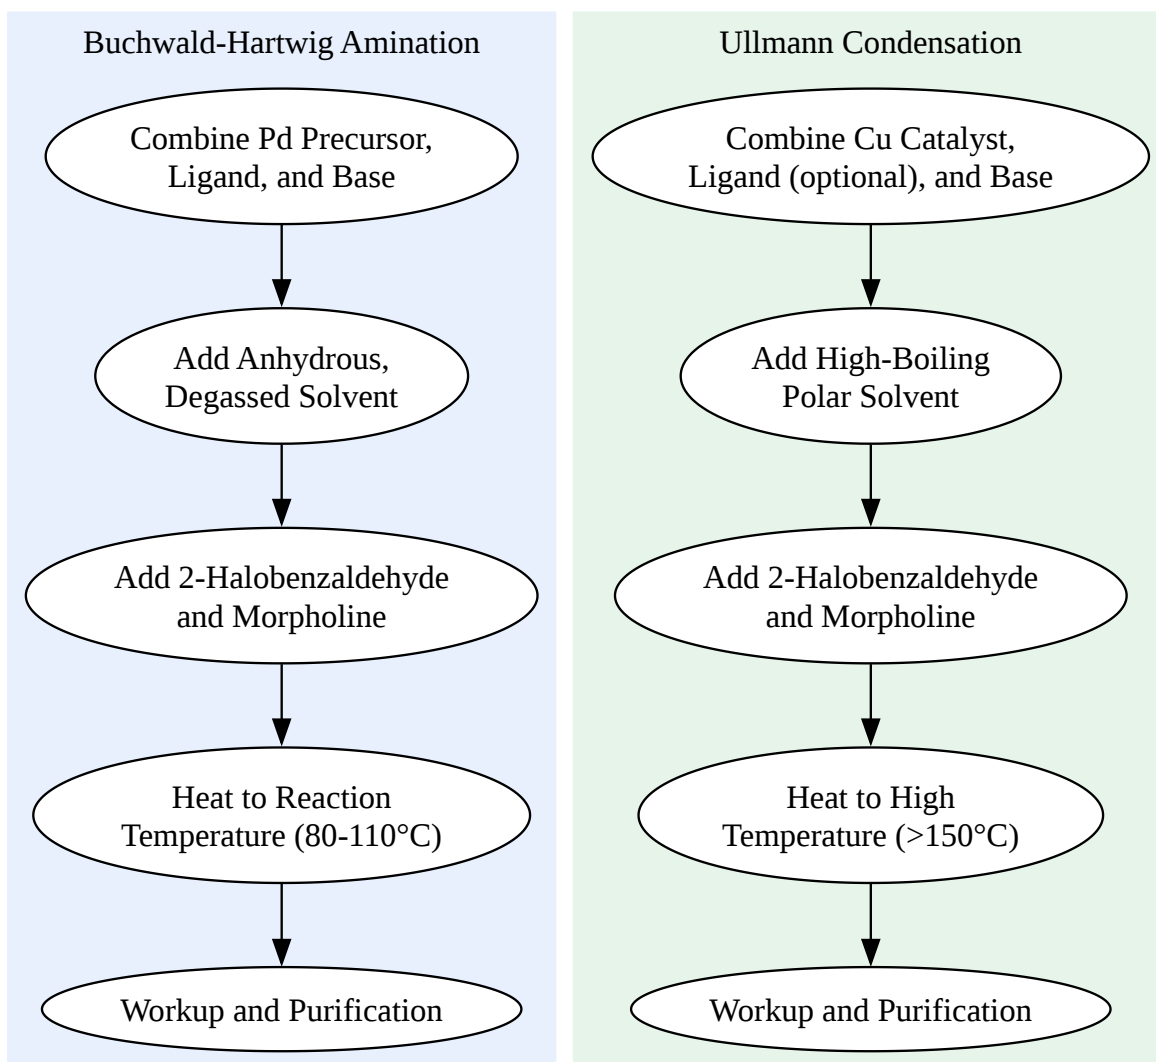 Buchwald-Hartwig Amination
Combine Pd Precursor,
Ligand, and Base
Add Anhydrous,
Degassed Solvent
Add 2-Halobenzaldehyde
and Morpholine
Heat to Reaction
Temperature (80-110°C)
Workup and Purification
Ullmann Condensation
Combine Cu Catalyst,
Ligand (optional), and Base
Add High-Boiling
Polar Solvent
Add 2-Halobenzaldehyde
and Morpholine
Heat to High
Temperature (>150°C)
Workup and Purification